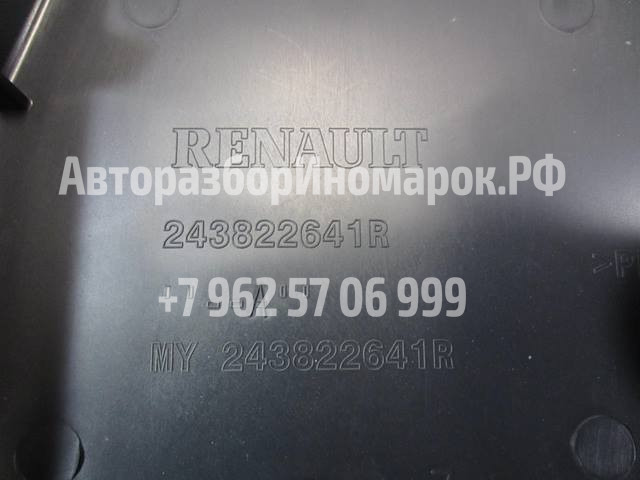 RENAULT
АвторазборИномарок.РФ
243822641R
+7 962 57 06 999
MY 243822641R
>P